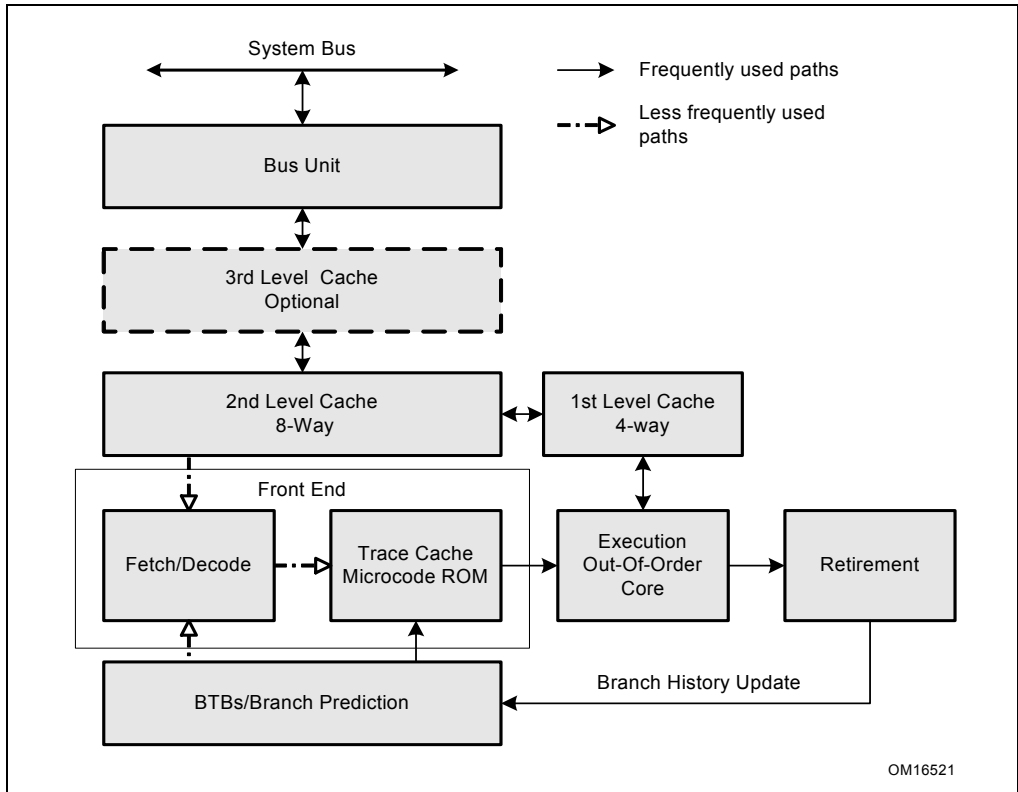 System Bus
Frequently used paths
Less frequently used
paths
Bus Unit
3rd Level Cache
Optional
2nd Level Cache
8-Way
1st Level Cache
4-way
Front End
Fetch/Decode
Trace Cache
Microcode ROM
Execution
Out-Of-Order
Core
Retirement
BTBs/Branch Prediction
Branch History Update
OM16521